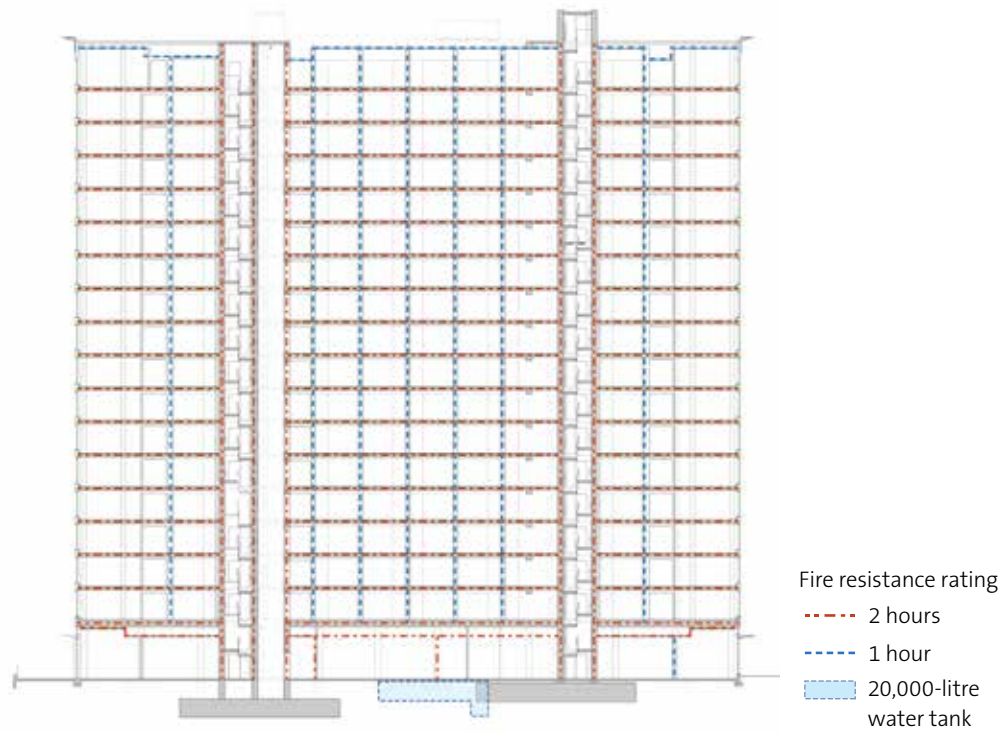 Fire resistance rating
2 hours
1 hour
20,000-litre
water tank